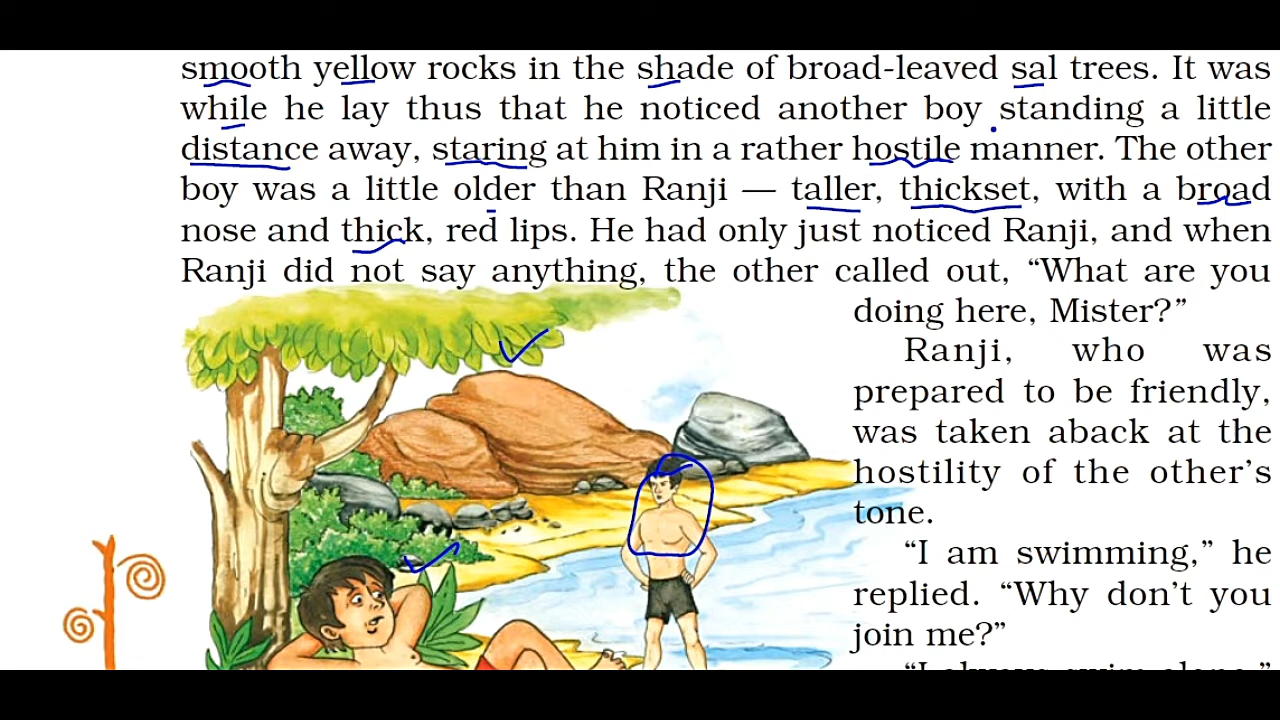 smooth yellow rocks in the shade of broad-leaved sal trees. It was
while he lay thus that he noticed another boy standing a little
distance away, staring at him in a rather hostile manner. The other
boy was a little older than Ranji — taller, thickset, with a broad
nose and thick, red lips. He had only just noticed Ranji, and when
Ranji did not say anything, the other called out, “What are you
doing here, Mister?”
Ranji, who was
prepared to be friendly,
was taken aback at the
hostility of the other’s
tone.
“I am swimming,” he
replied. “Why don’t you
join me?”
“I always swim alone,”